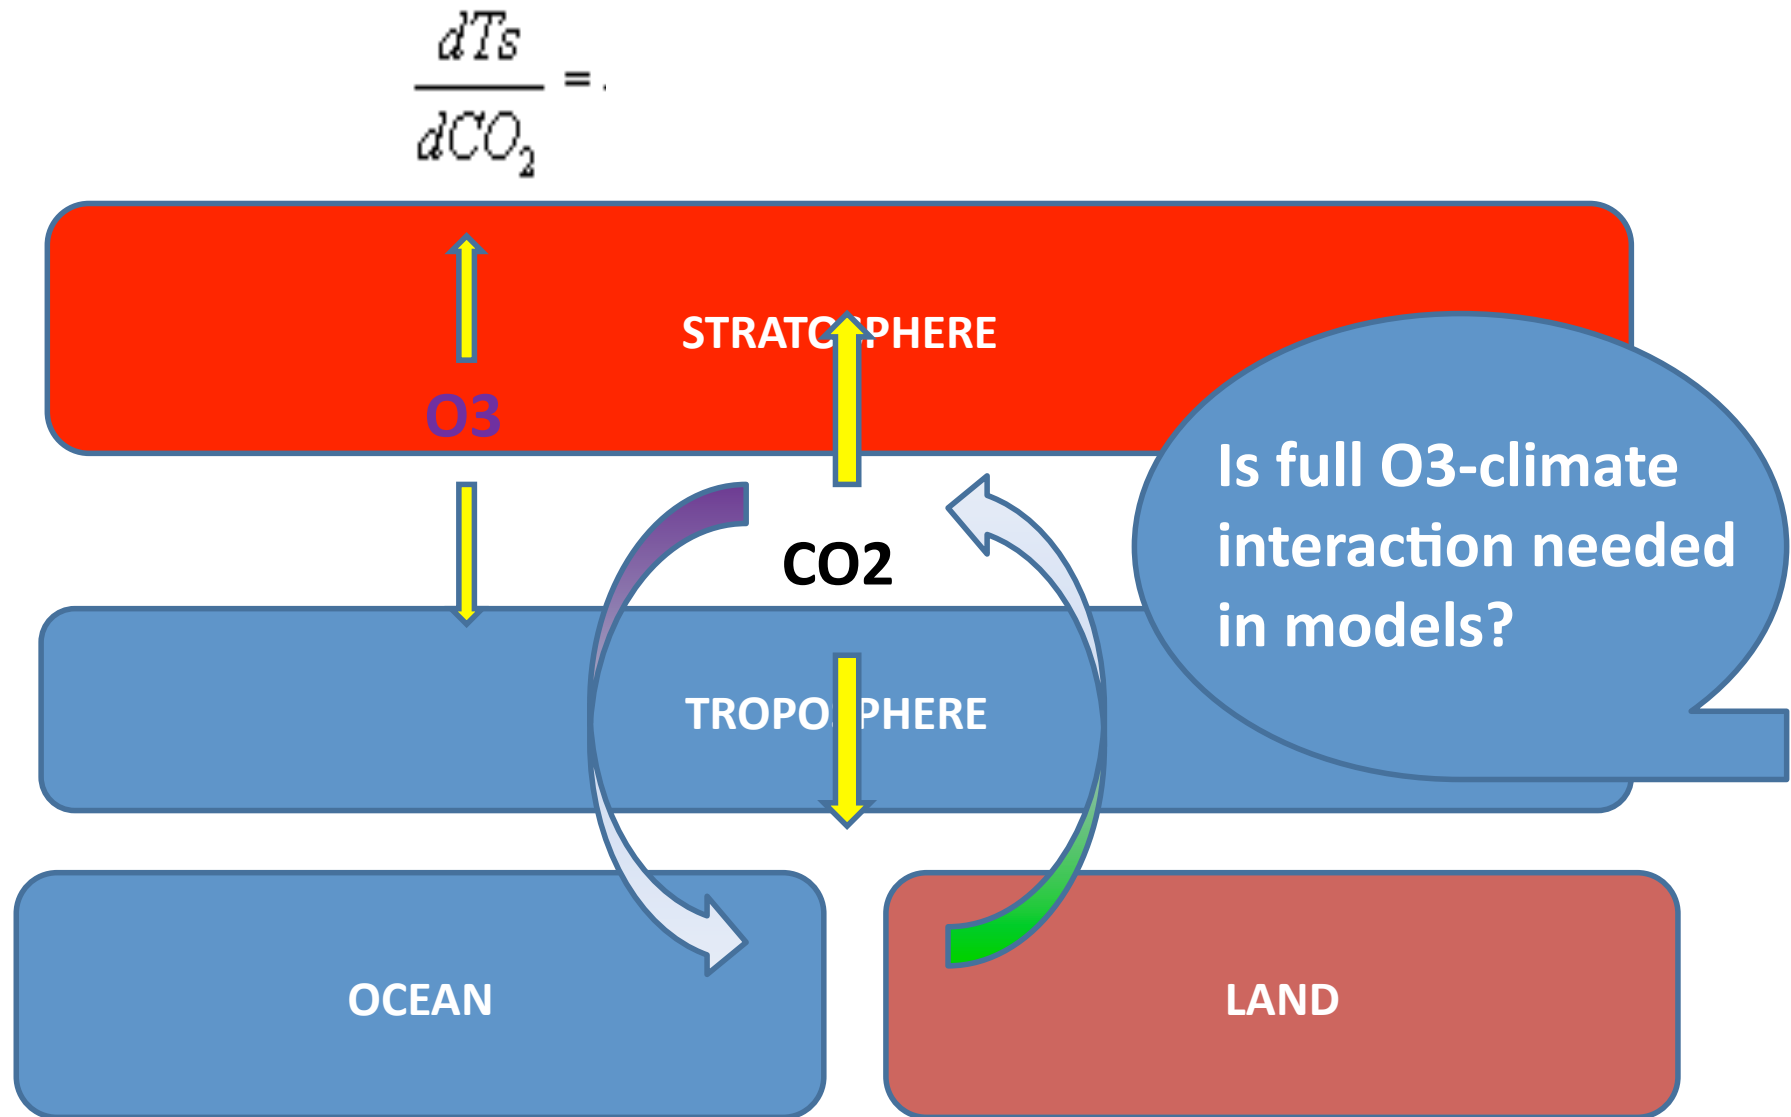 dTs
dCO₂
= .
STRATOSPHERE
O3
CO2
Is full O3-climate
interaction needed
in models?
TROPOSPHERE
OCEAN
LAND